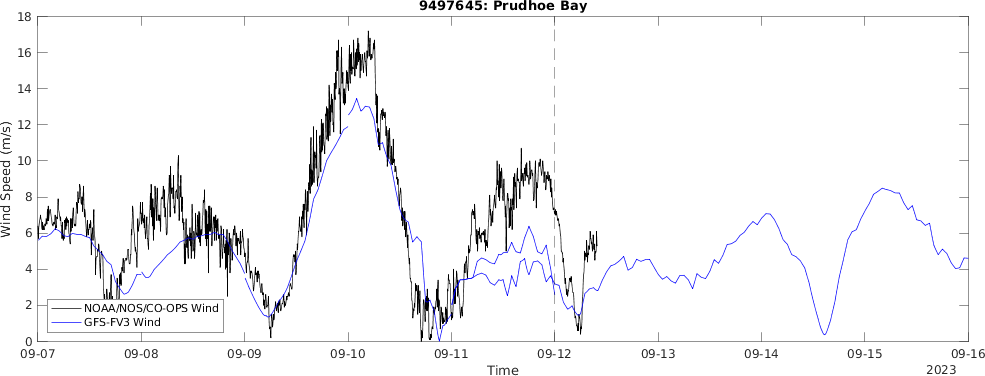 9497645: Prudhoe Bay
18
16
14
12
10
8
6
4
2
0
Wind Speed (m/s)
NOAA/NOS/CO-OPS Wind
GFS-FV3 Wind
09-07 09-08 09-09 09-10 09-11 09-12 09-13 09-14 09-15 09-16
Time
2023